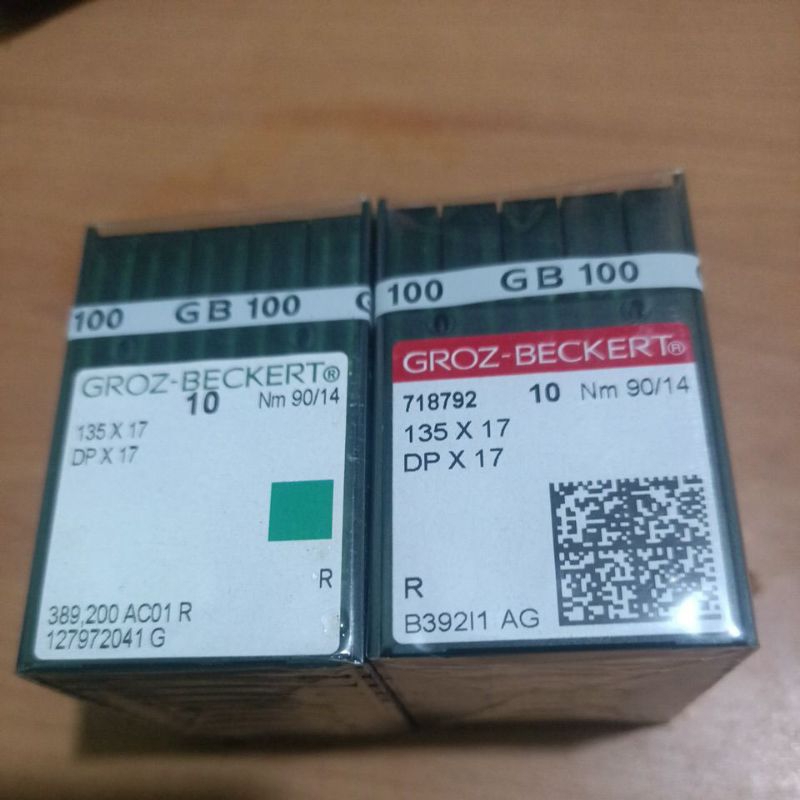 100 GB 100 G
GROZ-BECKERT®
10 Nm 90/14
135 X 17
DP X 17
R
389,200 AC01 R
127972041 G
100 GB 100
GROZ-BECKERT®
718792 10 Nm 90/14
135 X 17
DP X 17
R
B392I1 AG